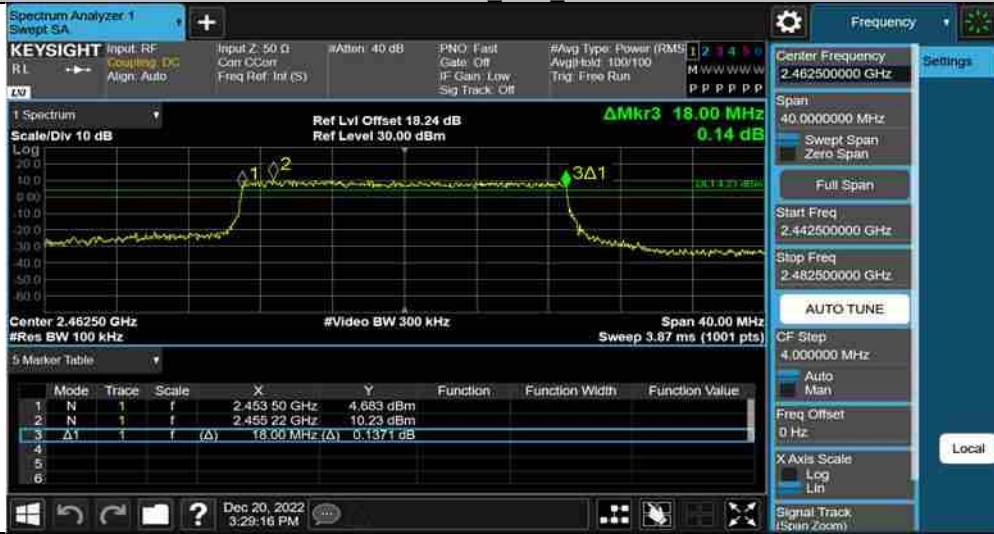 Spectrum Analyzer 1
Swept SA
Frequency
KEYSIGHT
RL
LXI
Input: RF
Coupling: DC
Align: Auto
Input Z: 50 Ω
Corr CCorr
Freq Ref: Int (S)
#Atten: 40 dB
PNO: Fast
Gate: Off
IF Gain: Low
Sig Track: Off
#Avg Type: Power (RMS
Avg|Hold: 100/100
Trig: Free Run
1 2 3 4 5 6
M W W W W W
P P P P P P
1 Spectrum
Scale/Div 10 dB
Ref Lvl Offset 18.24 dB
Ref Level 30.00 dBm
ΔMkr3 18.00 MHz
0.14 dB
Log
20.0
10.0
0.00
-10.0
-20.0
-30.0
-40.0
-50.0
-60.0
1
2
3Δ1
DL1 4.23 dBm
Center 2.46250 GHz
#Res BW 100 kHz
#Video BW 300 kHz
Span 40.00 MHz
Sweep 3.87 ms (1001 pts)
5 Marker Table
Mode Trace Scale X Y Function Function Width Function Value
1 N 1 f 2.453 50 GHz 4.683 dBm
2 N 1 f 2.455 22 GHz 10.23 dBm
3 Δ1 1 f (Δ) 18.00 MHz (Δ) 0.1371 dB
4
5
6
Dec 20, 2022
3:29:16 PM
Center Frequency
2.462500000 GHz
Settings
Span
40.0000000 MHz
Swept Span
Zero Span
Full Span
Start Freq
2.442500000 GHz
Stop Freq
2.482500000 GHz
AUTO TUNE
CF Step
4.000000 MHz
Auto
Man
Freq Offset
0 Hz
X Axis Scale
Log
Lin
Signal Track
(Span Zoom)
Local